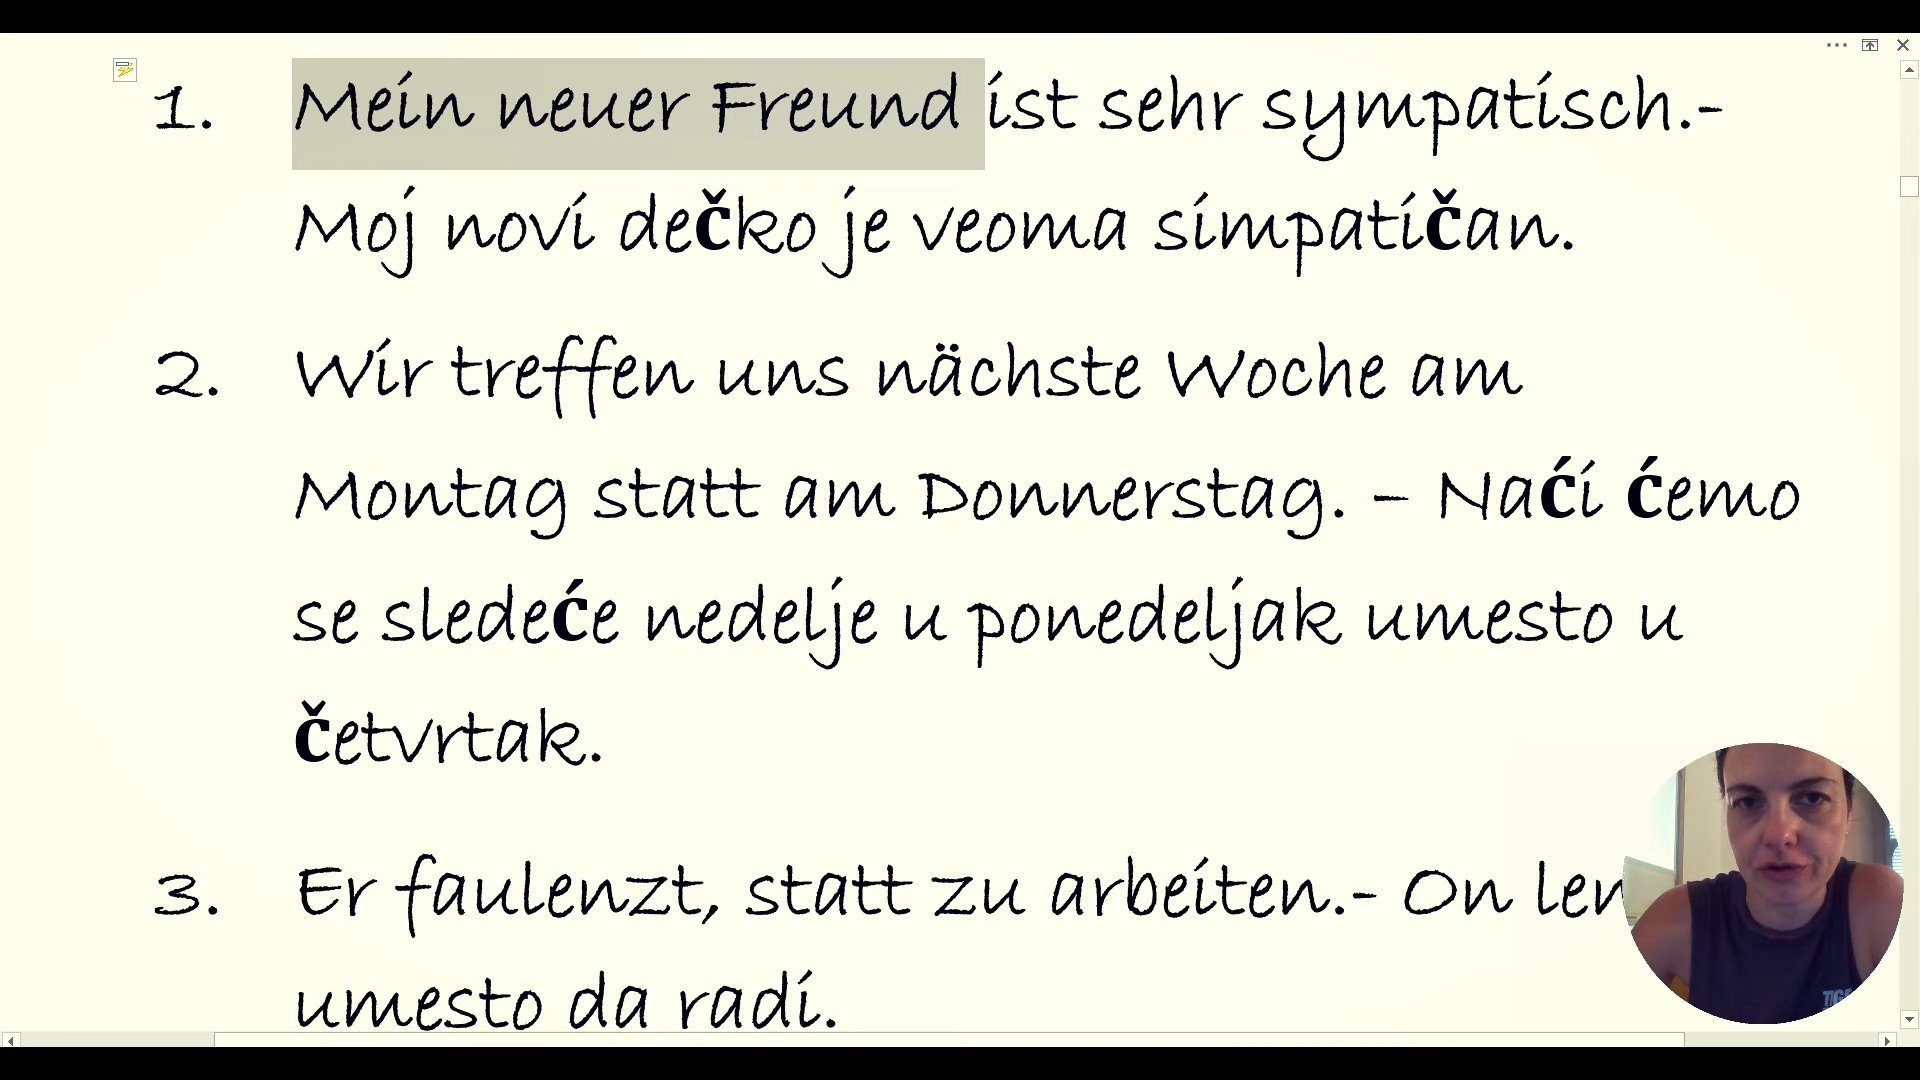 1. Mein neuer Freund ist sehr sympatisch.-
Moj novi dečko je veoma simpatičan.
2. Wir treffen uns nächste Woche am
Montag statt am Donnerstag. – Naći ćemo
se sledeće nedelje u ponedeljak umesto u
četvrtak.
3. Er faulenzt, statt zu arbeiten.- On
umesto da radi.